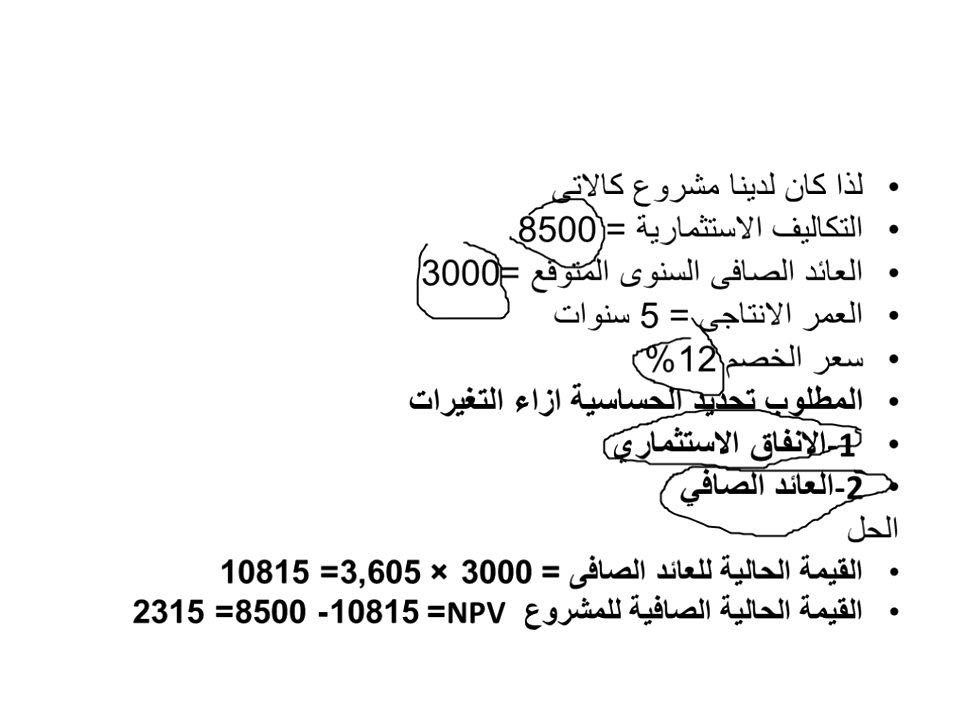 • لذا كان لدينا مشروع كالاتى
• التكاليف الاستثمارية = 8500
• العائد الصافى السنوى المتوقع =3000
• العمر الانتاجى = 5 سنوات
• سعر الخصم 12%
• المطلوب تحديد الحساسية ازاء التغيرات
• 1-الانفاق الاستثماري
• 2-العائد الصافي
الحل
• القيمة الحالية للعائد الصافى = 3000 × 3,605= 10815
• القيمة الحالية الصافية للمشروع NPV= 10815- 8500= 2315